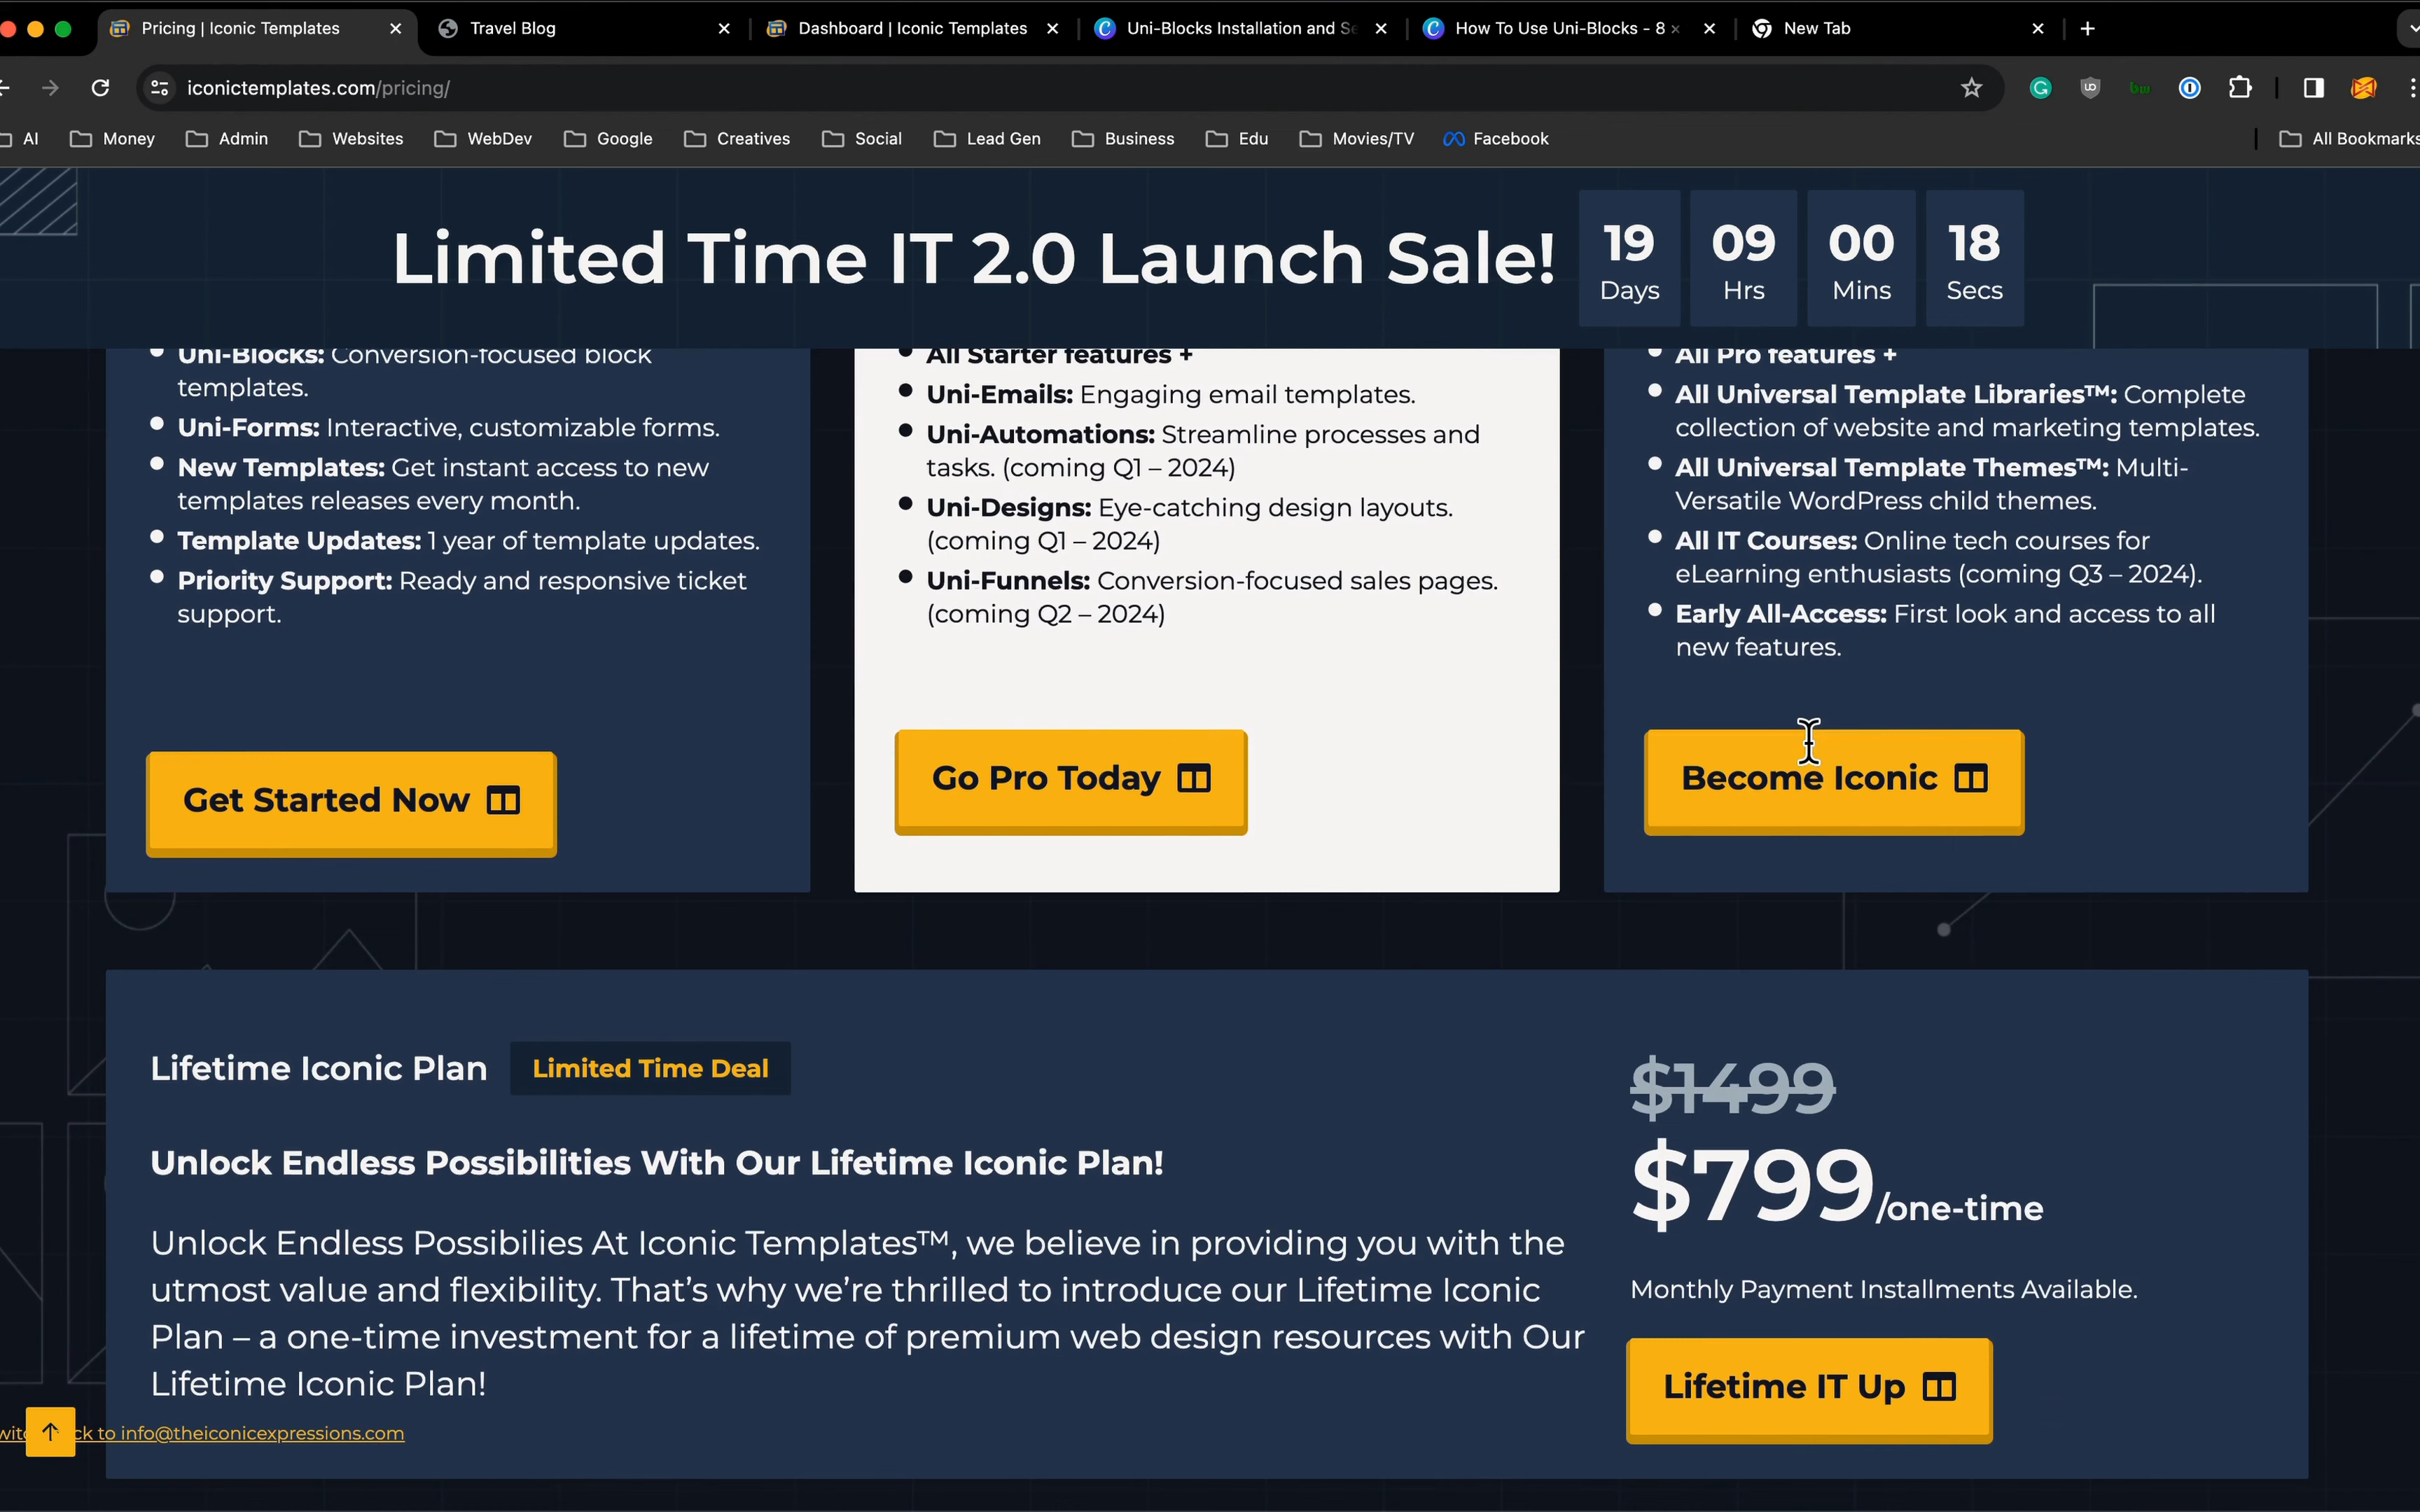 Pricing | Iconic Templates
Travel Blog
Dashboard | Iconic Templates
Uni-Blocks Installation and Se
How To Use Uni-Blocks - 8
New Tab
iconictemplates.com/pricing/
AI
Money
Admin
Websites
WebDev
Google
Creatives
Social
Lead Gen
Business
Edu
Movies/TV
Facebook
All Bookmarks
Limited Time IT 2.0 Launch Sale!
19 09 00 18
Days Hrs Mins Secs
Uni-Blocks: Conversion-focused block
templates.
Uni-Forms: Interactive, customizable forms.
New Templates: Get instant access to new
templates releases every month.
Template Updates: 1 year of template updates.
Priority Support: Ready and responsive ticket
support.
Get Started Now
All Starter features +
Uni-Emails: Engaging email templates.
Uni-Automations: Streamline processes and
tasks. (coming Q1 – 2024)
Uni-Designs: Eye-catching design layouts.
(coming Q1 – 2024)
Uni-Funnels: Conversion-focused sales pages.
(coming Q2 – 2024)
Go Pro Today
All Pro features +
All Universal Template Libraries™: Complete
collection of website and marketing templates.
All Universal Template Themes™: Multi-
Versatile WordPress child themes.
All IT Courses: Online tech courses for
eLearning enthusiasts (coming Q3 – 2024).
Early All-Access: First look and access to all
new features.
Become Iconic
Lifetime Iconic Plan
Limited Time Deal
Unlock Endless Possibilities With Our Lifetime Iconic Plan!
Unlock Endless Possibilies At Iconic Templates™, we believe in providing you with the
utmost value and flexibility. That's why we're thrilled to introduce our Lifetime Iconic
Plan – a one-time investment for a lifetime of premium web design resources with Our
Lifetime Iconic Plan!
$1499
$799/one-time
Monthly Payment Installments Available.
Lifetime IT Up
to info@theiconicexpressions.com